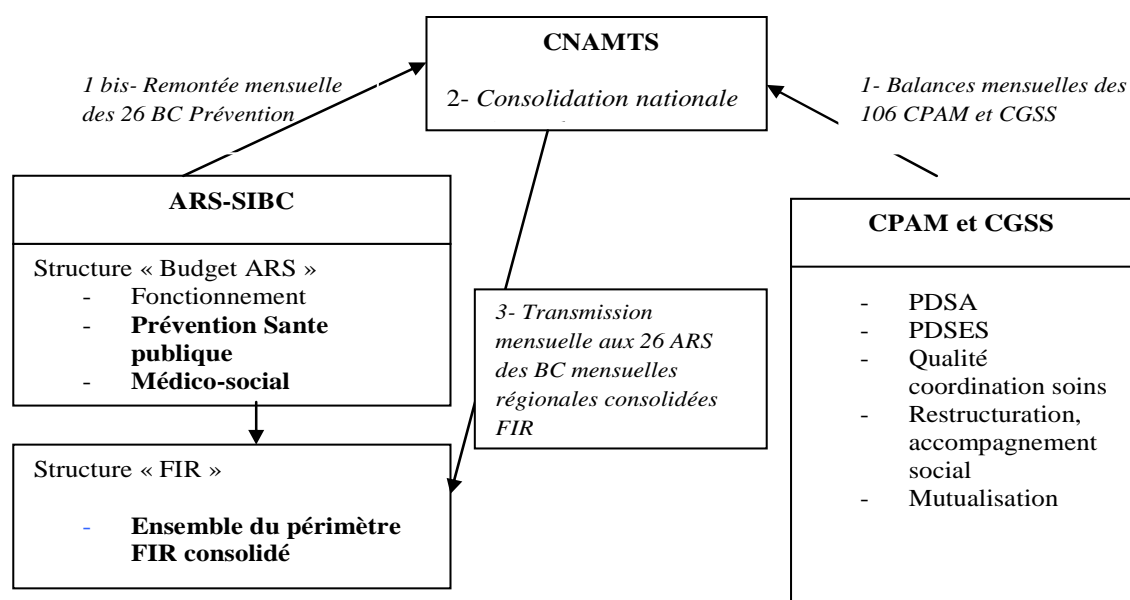 CNAMTS
2- Consolidation nationale
1 bis- Remontée mensuelle
des 26 BC Prévention
1- Balances mensuelles des
106 CPAM et CGSS
ARS-SIBC
Structure « Budget ARS »
- Fonctionnement
- Prévention Sante
publique
- Médico-social
3- Transmission
mensuelle aux 26 ARS
des BC mensuelles
régionales consolidées
FIR
Structure « FIR »
- Ensemble du périmètre
FIR consolidé
CPAM et CGSS
- PDSA
- PDSES
- Qualité
coordination soins
- Restructuration,
accompagnement
social
- Mutualisation